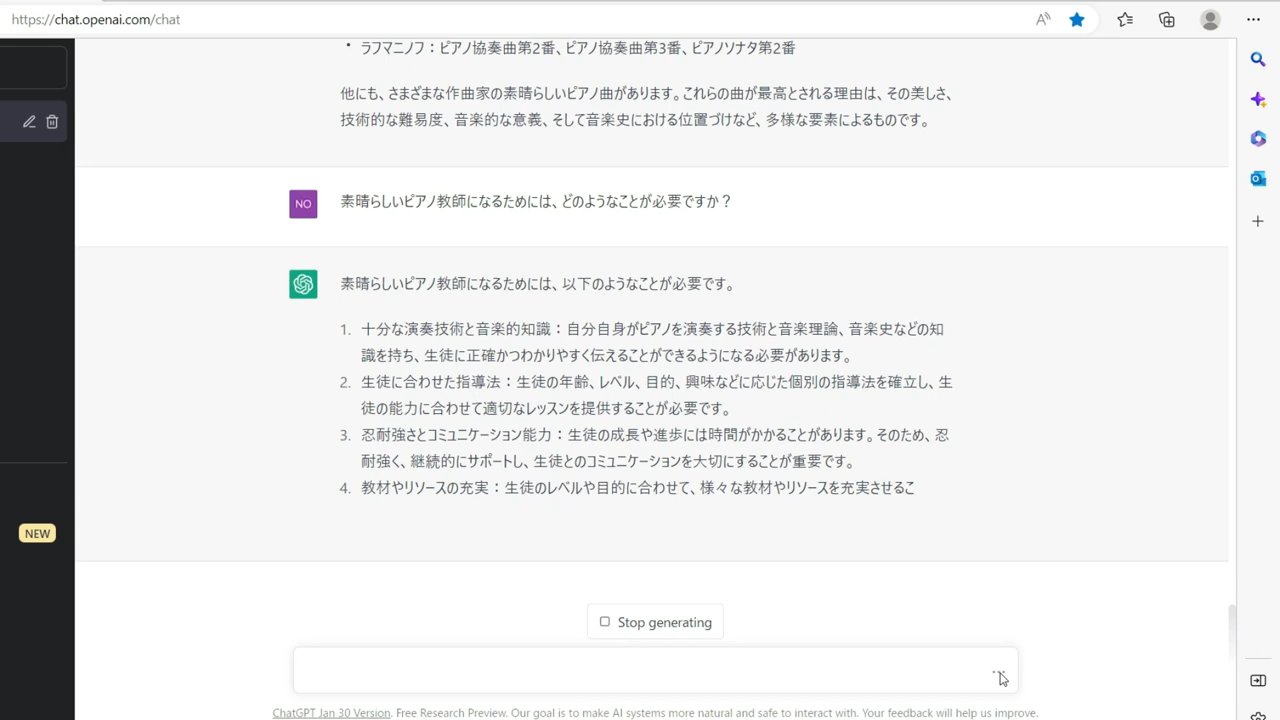 https://chat.openai.com/chat
・ラフマニノフ：ピアノ協奏曲第2番、ピアノ協奏曲第3番、ピアノソナタ第2番
他にも、さまざまな作曲家の素晴らしいピアノ曲があります。これらの曲が最高とされる理由は、その美しさ、
技術的な難易度、音楽的な意義、そして音楽史における位置づけなど、多様な要素によるものです。
NO
素晴らしいピアノ教師になるためには、どのようなことが必要ですか？
素晴らしいピアノ教師になるためには、以下のようなことが必要です。
1. 十分な演奏技術と音楽的知識：自分自身がピアノを演奏する技術と音楽理論、音楽史などの知
識を持ち、生徒に正確かつわかりやすく伝えることができるようになる必要があります。
2. 生徒に合わせた指導法：生徒の年齢、レベル、目的、興味などに応じた個別の指導法を確立し、生
徒の能力に合わせて適切なレッスンを提供することが必要です。
3. 忍耐強さとコミュニケーション能力：生徒の成長や進歩には時間がかかることがあります。そのため、忍
耐強く、継続的にサポートし、生徒とのコミュニケーションを大切にすることが重要です。
4. 教材やリソースの充実：生徒のレベルや目的に合わせて、様々な教材やリソースを充実させるこ
NEW
Stop generating
ChatGPT Jan 30 Version. Free Research Preview. Our goal is to make AI systems more natural and safe to interact with. Your feedback will help us improve.